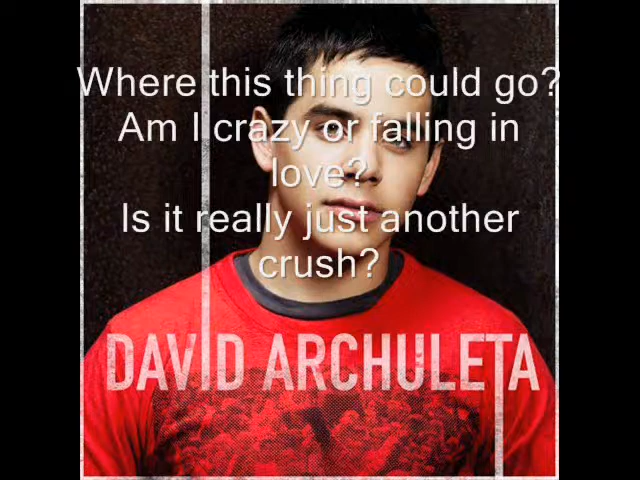 Where this thing could go?
Am I crazy or falling in
love?
Is it really just another
crush?
DAVID ARCHULETA